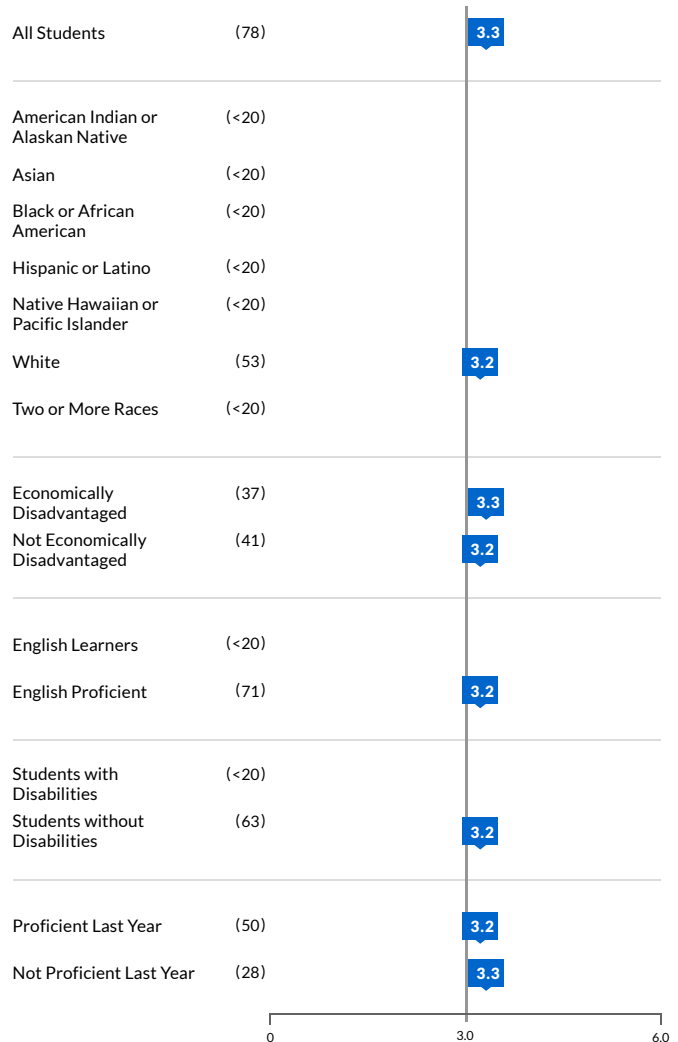 All Students (78) 3.3
American Indian or (<20)
Alaskan Native
Asian (<20)
Black or African (<20)
American
Hispanic or Latino (<20)
Native Hawaiian or (<20)
Pacific Islander
White (53) 3.2
Two or More Races (<20)
Economically (37) 3.3
Disadvantaged
Not Economically (41) 3.2
Disadvantaged
English Learners (<20)
English Proficient (71) 3.2
Students with (<20)
Disabilities
Students without (63) 3.2
Disabilities
Proficient Last Year (50) 3.2
Not Proficient Last Year (28) 3.3
0 3.0 6.0